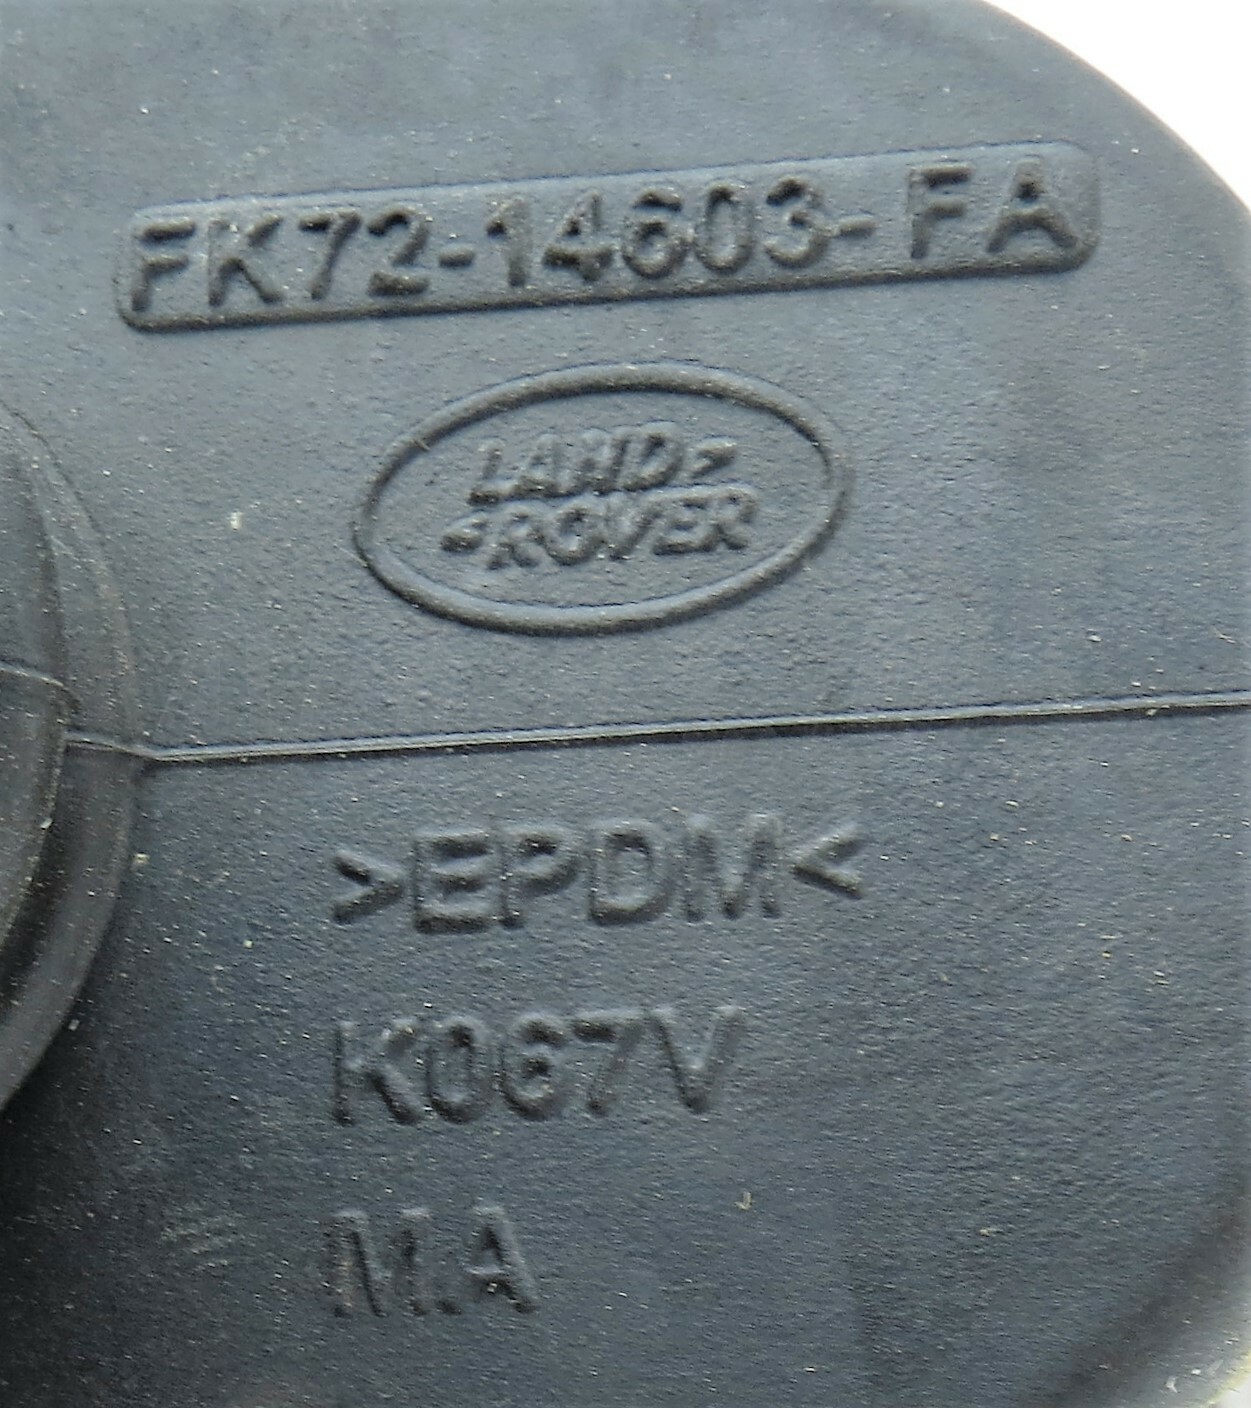 FK72-14603-FA
LAND
ROVER
>EPDM<
K067V
M.A